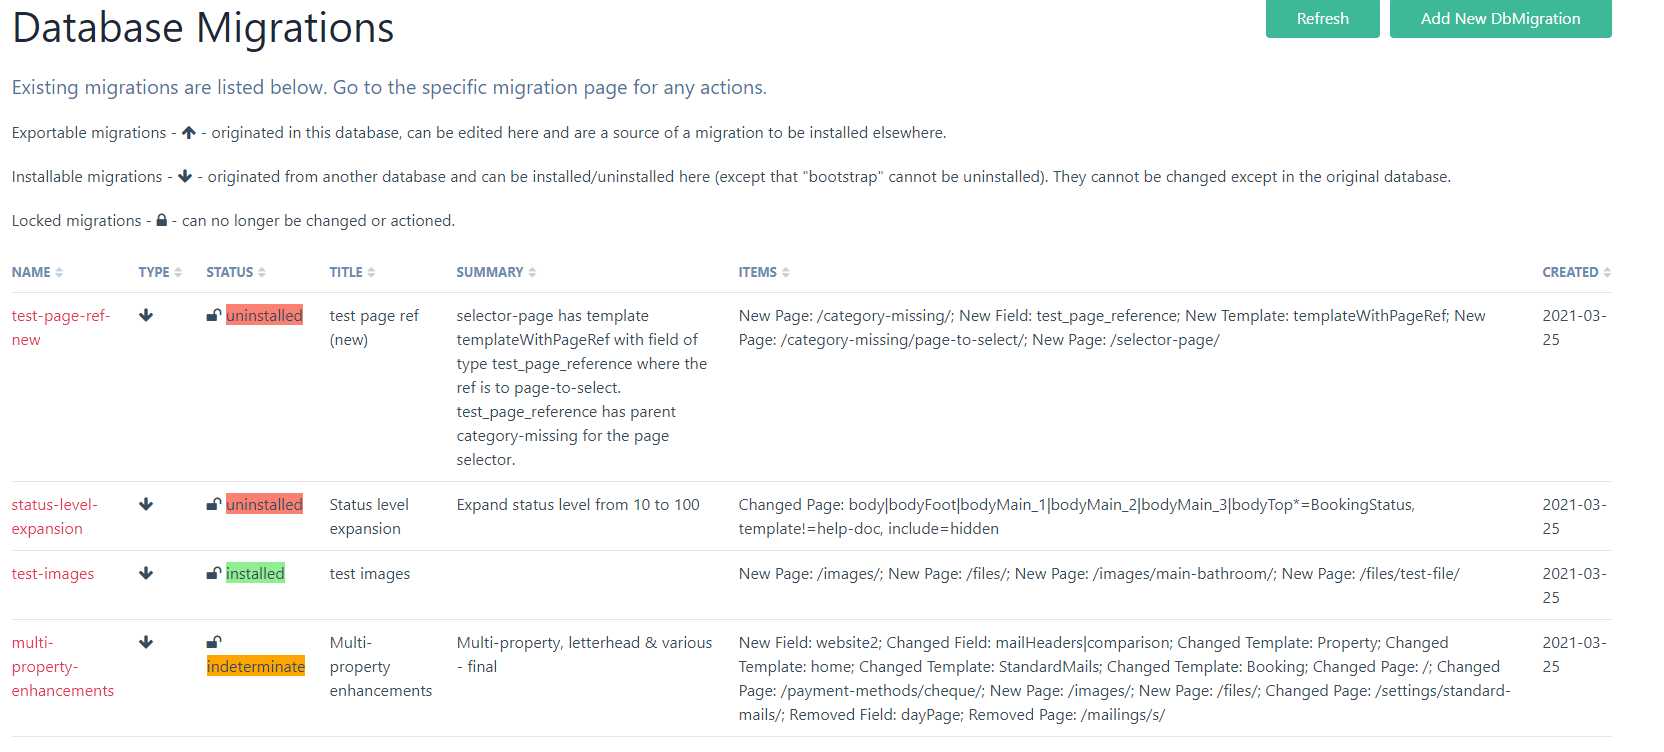 Database Migrations
Refresh
Add New DbMigration
Existing migrations are listed below. Go to the specific migration page for any actions.
Exportable migrations - - originated in this database, can be edited here and are a source of a migration to be installed elsewhere.
Installable migrations - - originated from another database and can be installed/uninstalled here (except that "bootstrap" cannot be uninstalled). They cannot be changed except in the original database.
Locked migrations - - can no longer be changed or actioned.
NAME TYPE STATUS TITLE SUMMARY ITEMS CREATED
test-page-ref-
new
uninstalled
test page ref
(new)
selector-page has template
templateWithPageRef with field of
type test_page_reference where the
ref is to page-to-select.
test_page_reference has parent
category-missing for the page
selector.
New Page: /category-missing/; New Field: test_page_reference; New Template: templateWithPageRef; New
Page: /category-missing/page-to-select/; New Page: /selector-page/
2021-03-
25
status-level-
expansion
uninstalled
Status level
expansion
Expand status level from 10 to 100
Changed Page: body|bodyFoot|bodyMain_1|bodyMain_2|bodyMain_3|bodyTop*=BookingStatus,
template!=help-doc, include=hidden
2021-03-
25
test-images
installed
test images
New Page: /images/; New Page: /files/; New Page: /images/main-bathroom/; New Page: /files/test-file/
2021-03-
25
multi-
property-
enhancements
indeterminate
Multi-
property
enhancements
Multi-property, letterhead & various
- final
New Field: website2; Changed Field: mailHeaders|comparison; Changed Template: Property; Changed
Template: home; Changed Template: StandardMails; Changed Template: Booking; Changed Page: /; Changed
Page: /payment-methods/cheque/; New Page: /images/; New Page: /files/; Changed Page: /settings/standard-
mails/; Removed Field: dayPage; Removed Page: /mailings/s/
2021-03-
25